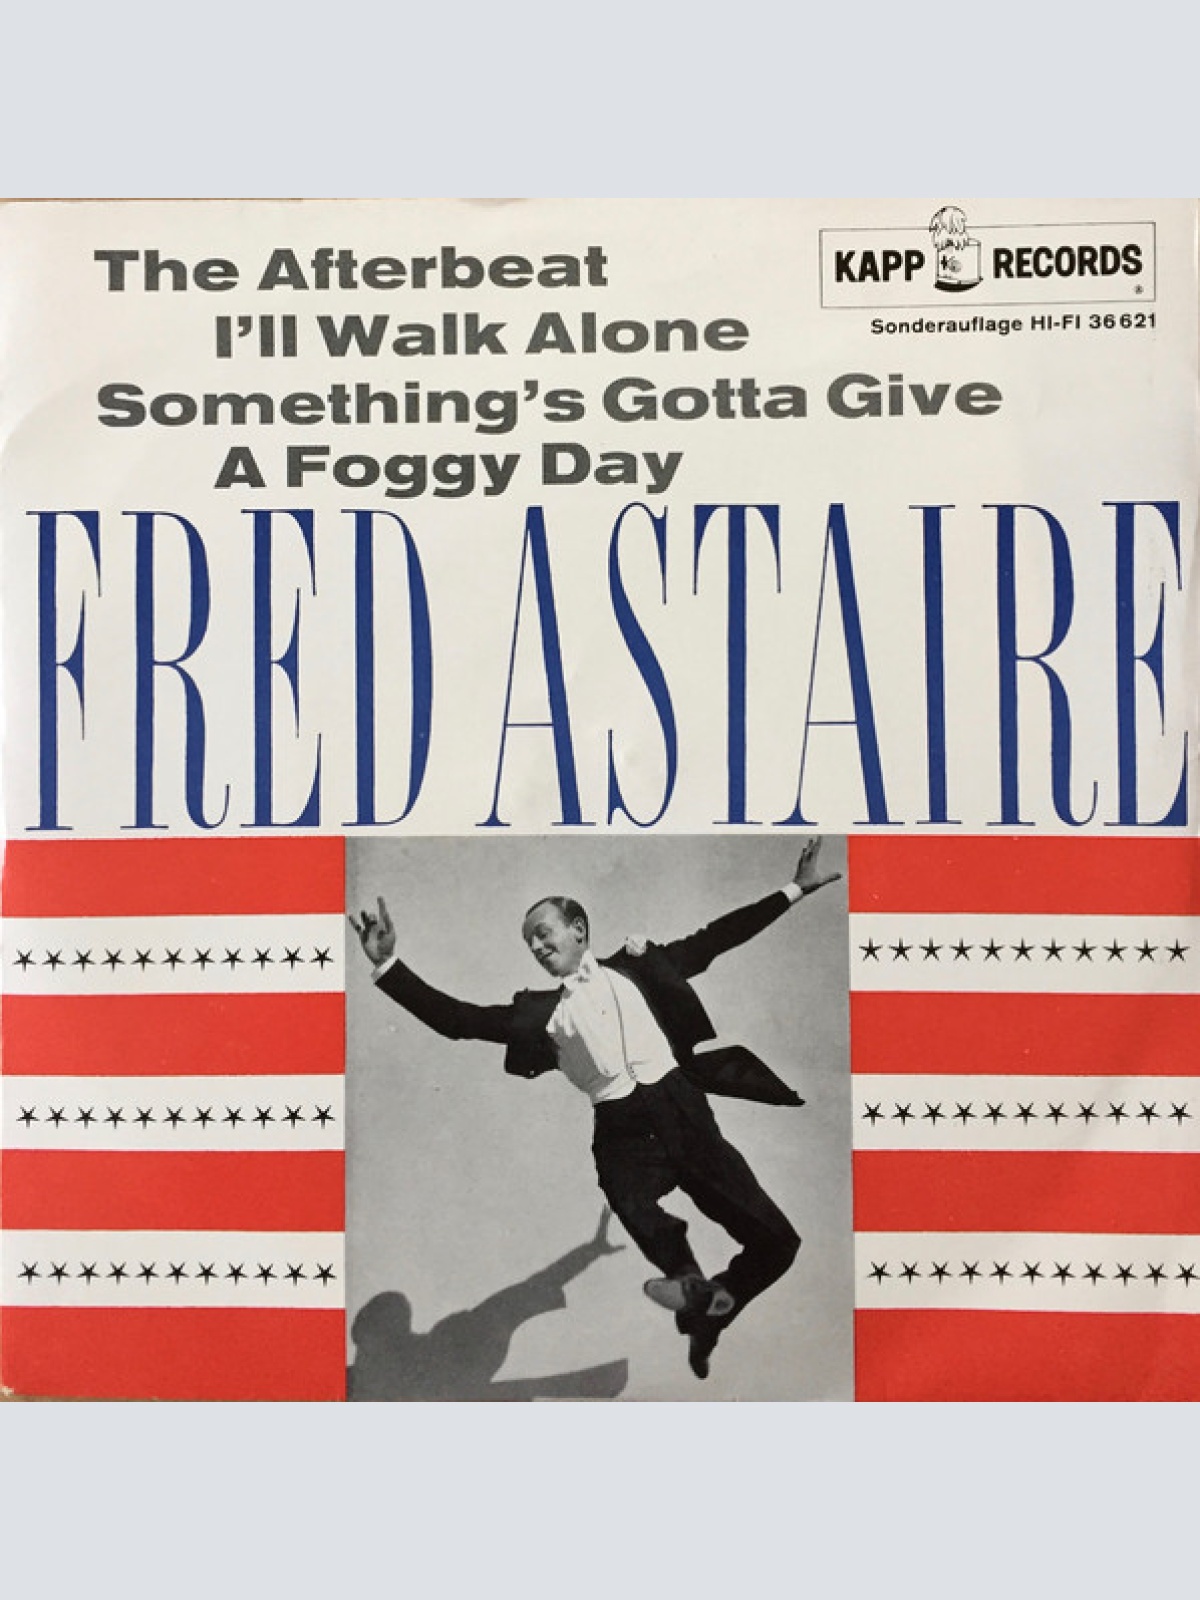 The Afterbeat
I'll Walk Alone
Something's Gotta Give
A Foggy Day
KAPP RECORDS
®
Sonderauflage HI-FI 36 621
FRED ASTAIRE